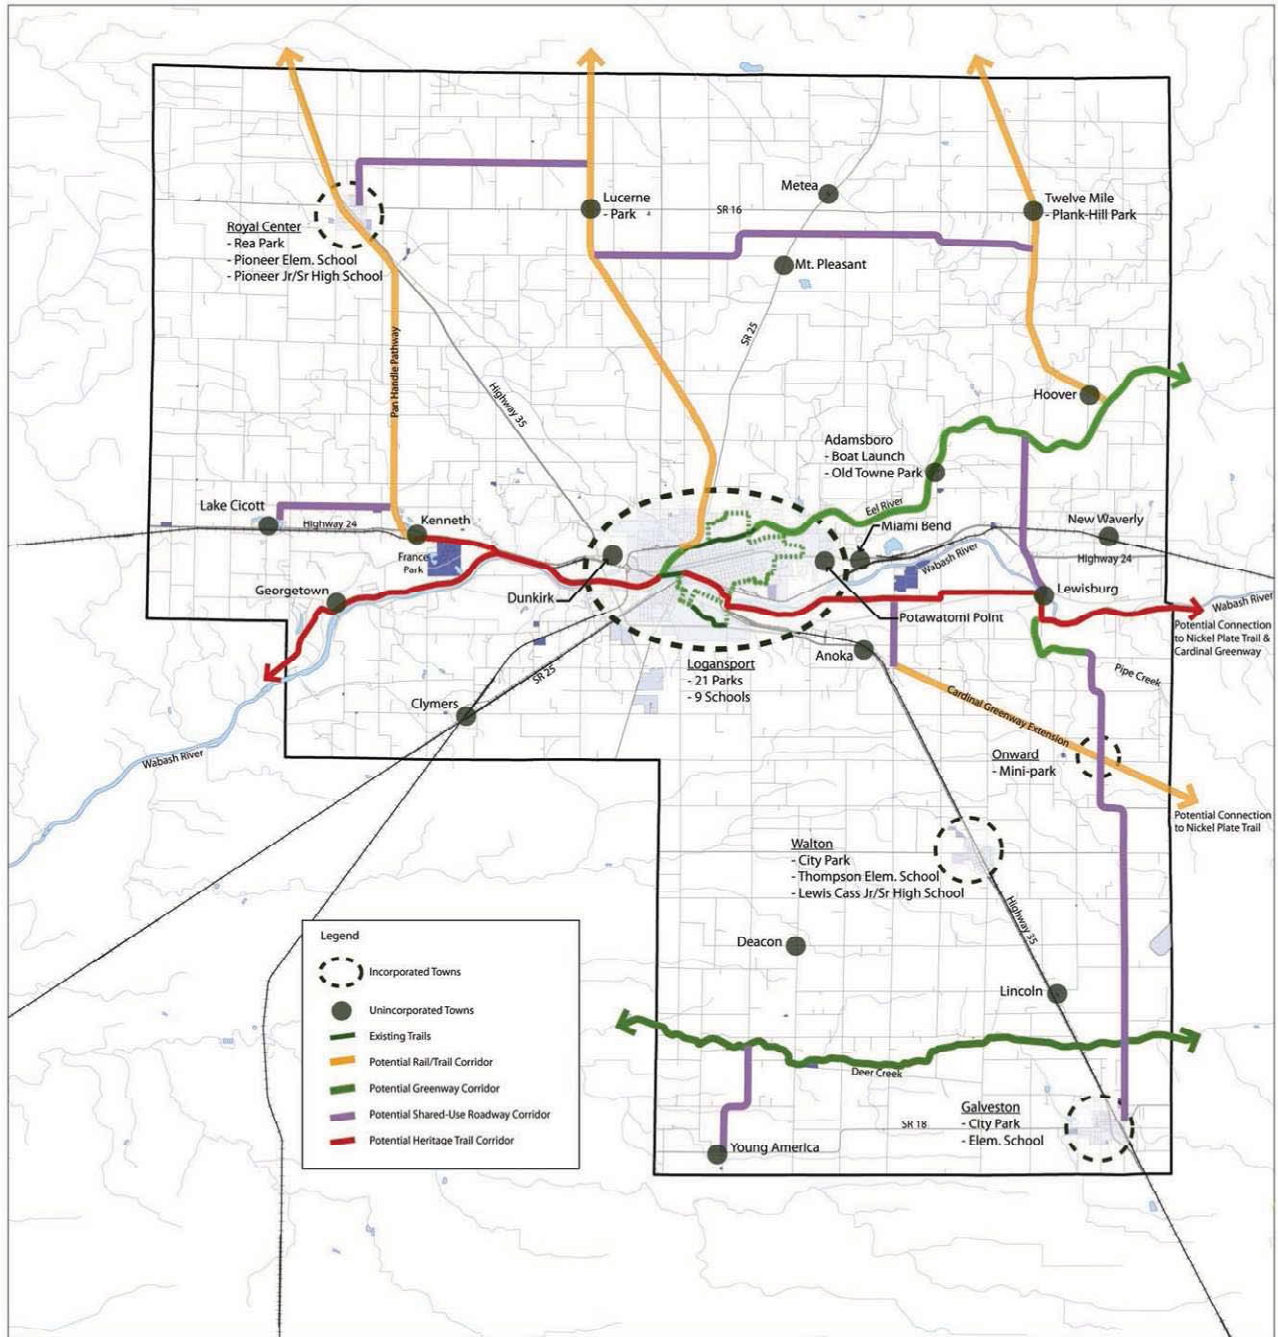 Metea
Lucerne
- Park
Twelve Mile
- Plank-Hill Park
SR 16
Royal Center
- Rea Park
- Pioneer Elem. School
- Pioneer Jr/Sr High School
Mt. Pleasant
SR 25
Pan Handle Pathway
Highway 35
Hoover
Adamsboro
- Boat Launch
- Old Towne Park
Lake Cicott
Highway 24
Kenneth
Eel River
Miami Bend
New Waverly
France
Park
Wabash River
Highway 24
Georgetown
Dunkirk
Lewisburg
Wabash River
Potawatomi Point
Potential Connection
to Nickel Plate Trail &
Cardinal Greenway
Anoka
Logansport
- 21 Parks
- 9 Schools
SR 25
Pipe Creek
Clymers
Cardinal Greenway Extension
Wabash River
Onward
- Mini-park
Potential Connection
to Nickel Plate Trail
Walton
- City Park
- Thompson Elem. School
- Lewis Cass Jr/Sr High School
Highway 35
Deacon
Lincoln
Legend
Incorporated Towns
Unincorporated Towns
Existing Trails
Potential Rail/Trail Corridor
Potential Greenway Corridor
Potential Shared-Use Roadway Corridor
Potential Heritage Trail Corridor
Deer Creek
Galveston
- City Park
- Elem. School
SR 18
Young America